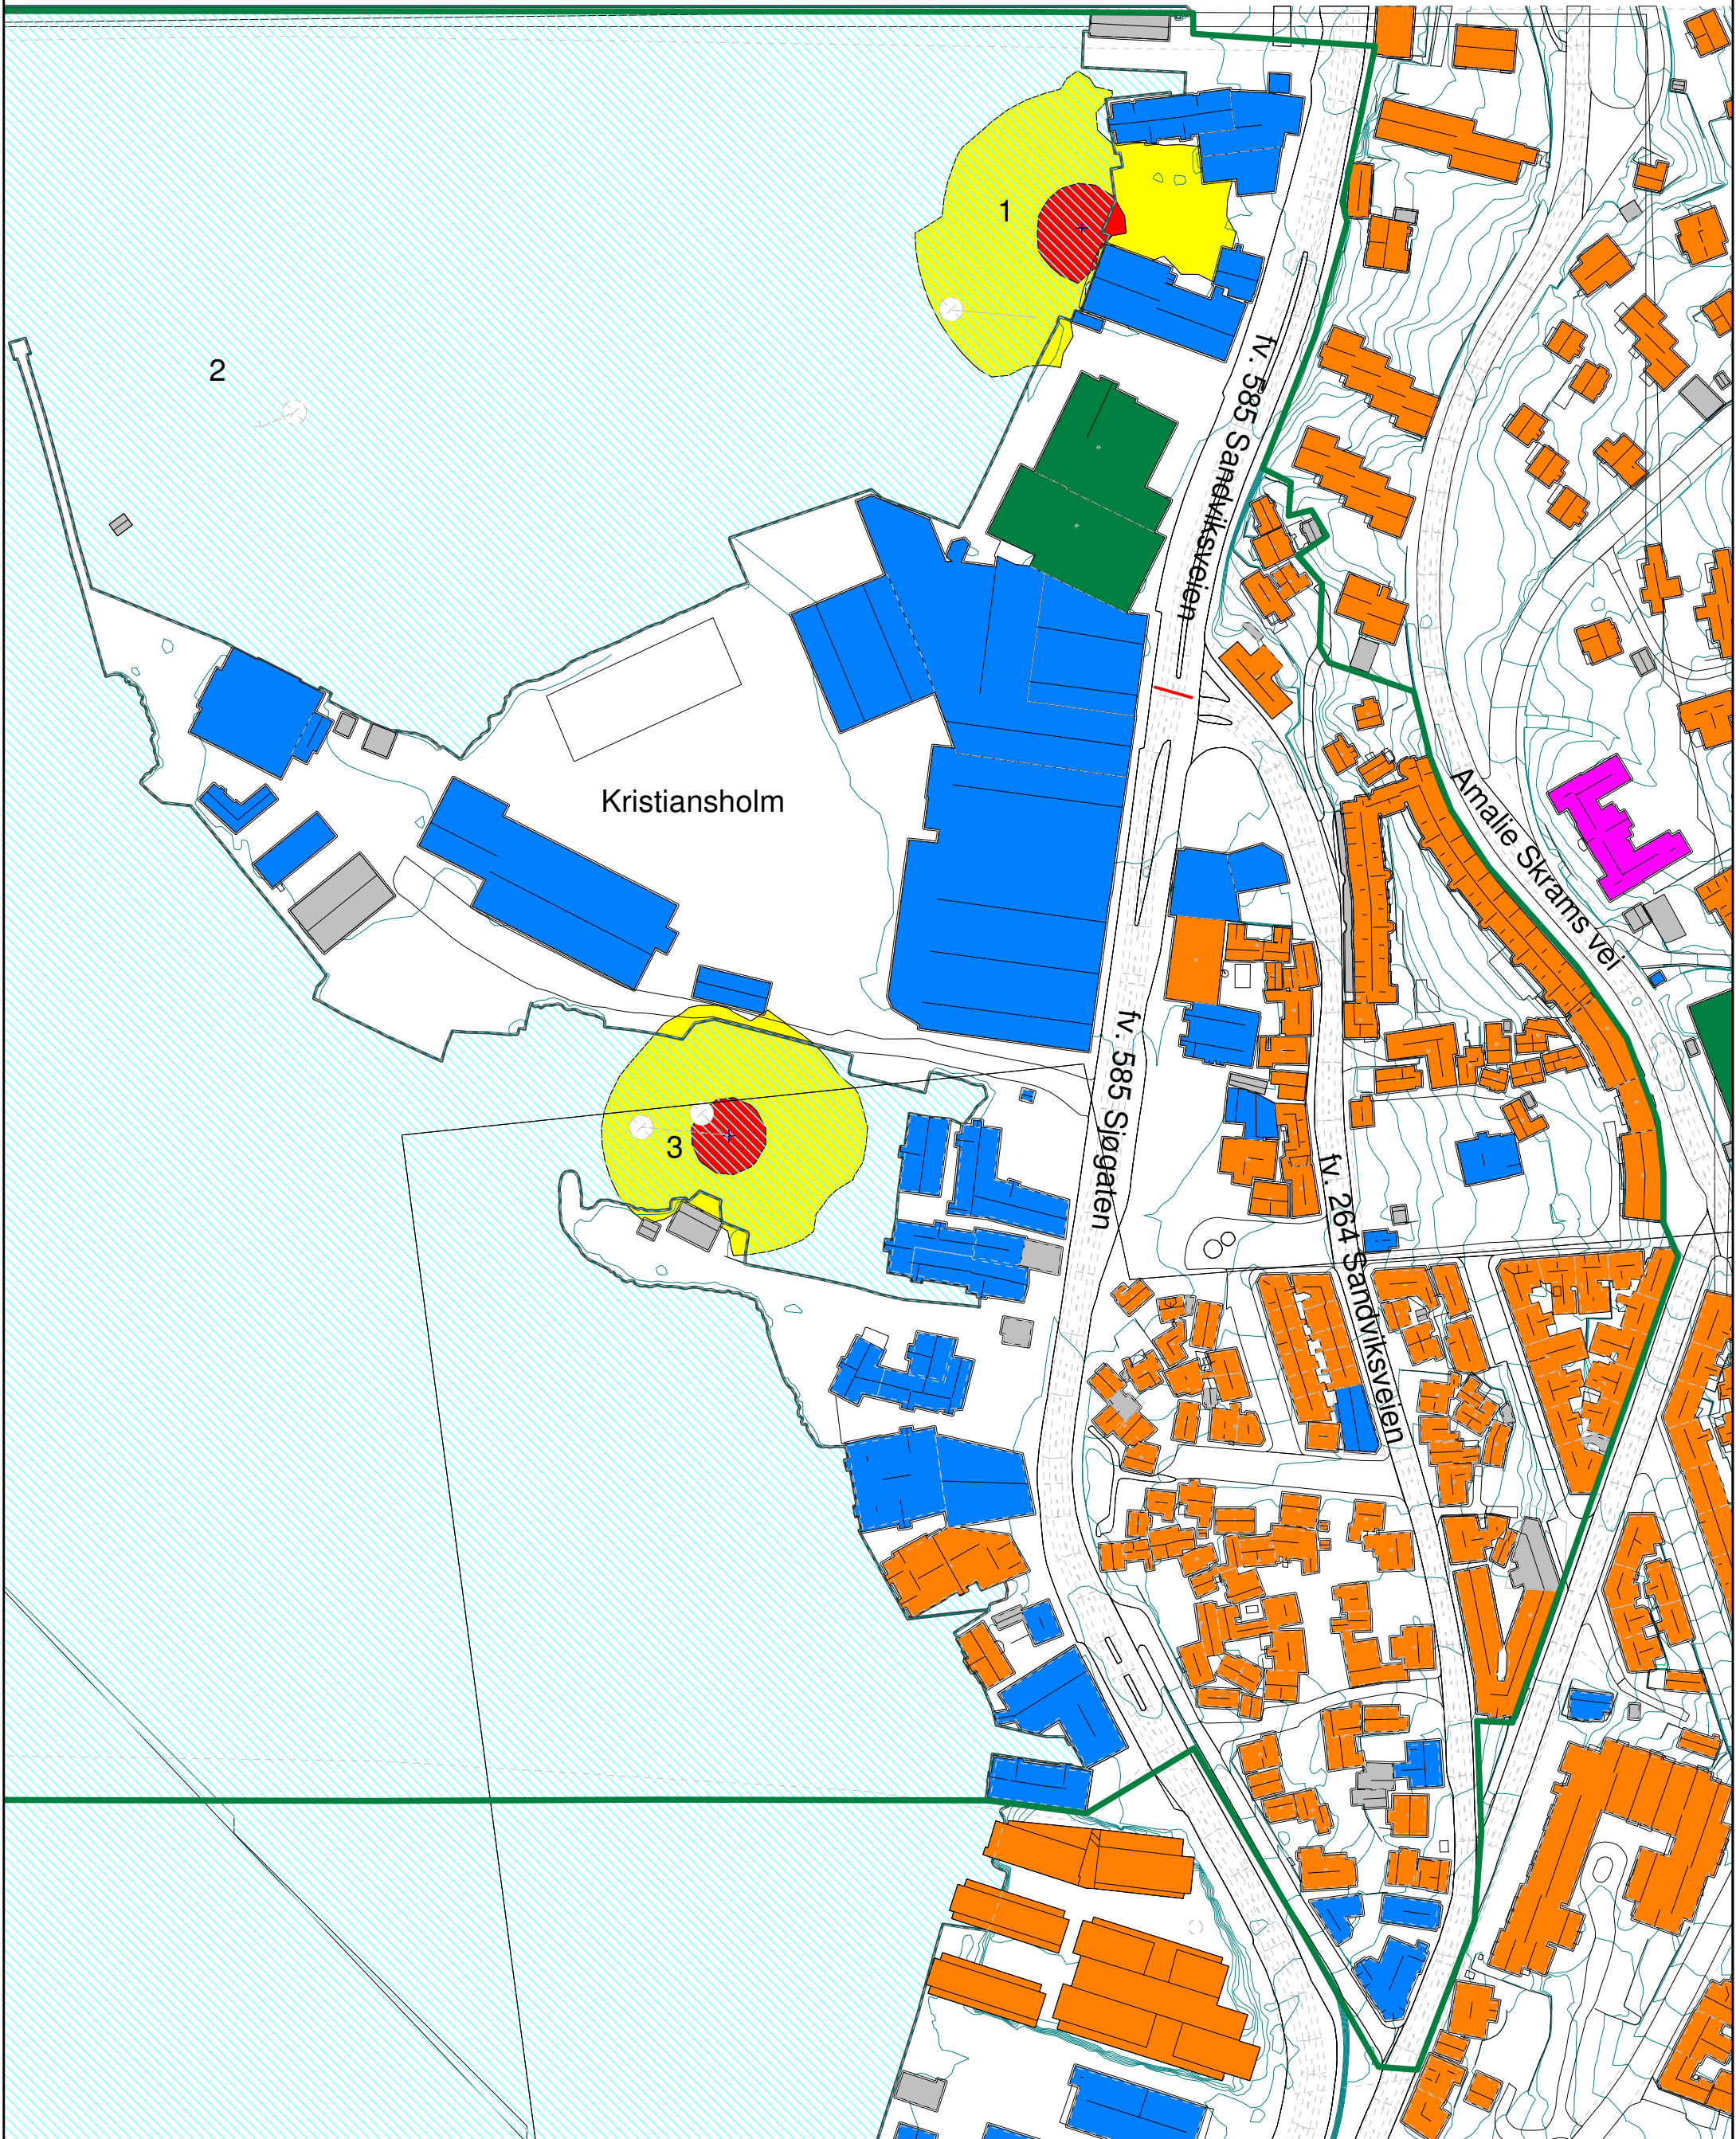 1
2
fv. 585 Sandviksveien
Kristiansholm
Amalie Skrams vei
fv. 585 Sjøgaten
3
fv. 264 Sandviksveien